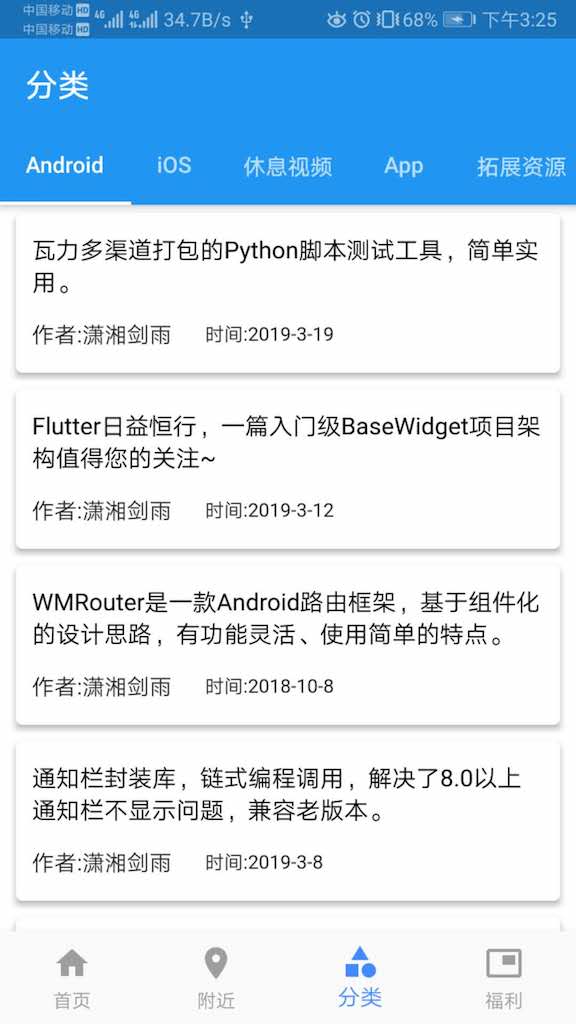 中国移动 HD 4G 4G 34.7B/s 68% 下午3:25
中国移动 HD
分类
Android iOS 休息视频 App 拓展资源
瓦力多渠道打包的Python脚本测试工具，简单实
用。
作者:潇湘剑雨 时间:2019-3-19
Flutter日益恒行，一篇入门级BaseWidget项目架
构值得您的关注~
作者:潇湘剑雨 时间:2019-3-12
WMRouter是一款Android路由框架，基于组件化
的设计思路，有功能灵活、使用简单的特点。
作者:潇湘剑雨 时间:2018-10-8
通知栏封装库，链式编程调用，解决了8.0以上
通知栏不显示问题，兼容老版本。
作者:潇湘剑雨 时间:2019-3-8
首页 附近 分类 福利